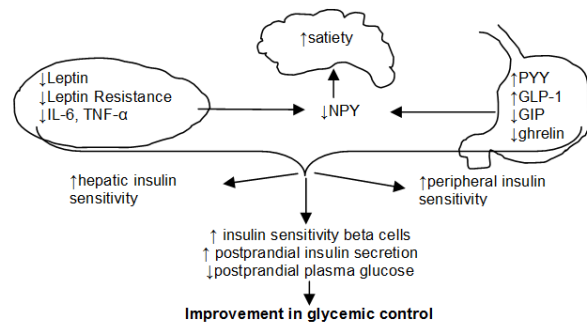 ↑satiety
↓Leptin
↓Leptin Resistance
↓IL-6, TNF-α
↓NPY
↑PYY
↑GLP-1
↓GIP
↓ghrelin
↑hepatic insulin
sensitivity
↑peripheral insulin
sensitivity
↑ insulin sensitivity beta cells
↑ postprandial insulin secretion
↓postprandial plasma glucose
Improvement in glycemic control